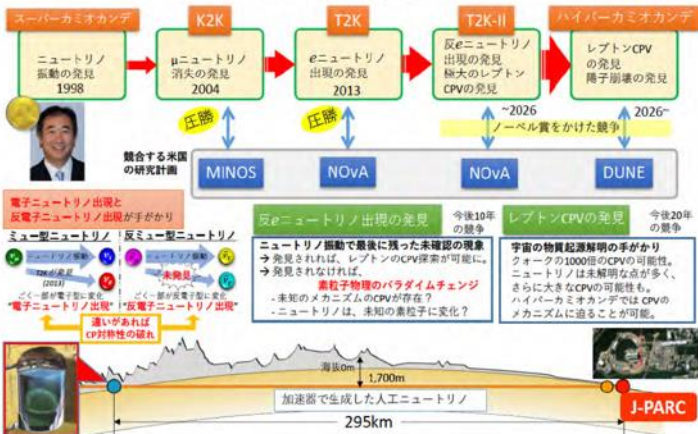 スーパーカミオカンデ
K2K
T2K
T2K-II
ハイパーカミオカンデ
ニュートリノ
振動の発見
1998
μニュートリノ
消失の発見
2004
eニュートリノ
出現の発見
2013
反eニュートリノ
出現の発見
極大のレプトン
CPVの発見
レプトンCPVの発見
陽子崩壊の発見
圧勝
圧勝
~2026
2026~
ノーベル賞をかけた競争
競合する米国
の研究計画
MINOS
NOνA
NOνA
DUNE
電子ニュートリノ出現と
反電子ニュートリノ出現が手がかり
ミュー型ニュートリノ
反ミュー型ニュートリノ
ニュートリノ振動
ニュートリノ振動
T2Kが発見
(2013)
未発見
ごく一部が電子型に変化
ごく一部が反電子型に変化
"電子ニュートリノ出現"
"反電子ニュートリノ出現"
違いがあれば
CP対称性の破れ
反eニュートリノ出現の発見
今後10年
の競争
ニュートリノ振動で最後に残った未確認の現象
→ 発見されれば、レプトンのCPV探索が可能に。
→ 発見されなければ、
素粒子物理のパラダイムチェンジ
- 未知のメカニズムのCPVが存在？
- ニュートリノは、未知の素粒子に変化？
レプトンCPVの発見
今後20年
の競争
宇宙の物質起源解明の手がかり
クォークの1000倍のCPVの可能性。
ニュートリノは未解明な点が多く、
さらに大きなCPVの可能性も。
ハイパーカミオカンデではCPVの
メカニズムに迫ることが可能。
海抜0m
1,700m
J-PARC
加速器で生成した人工ニュートリノ
295km